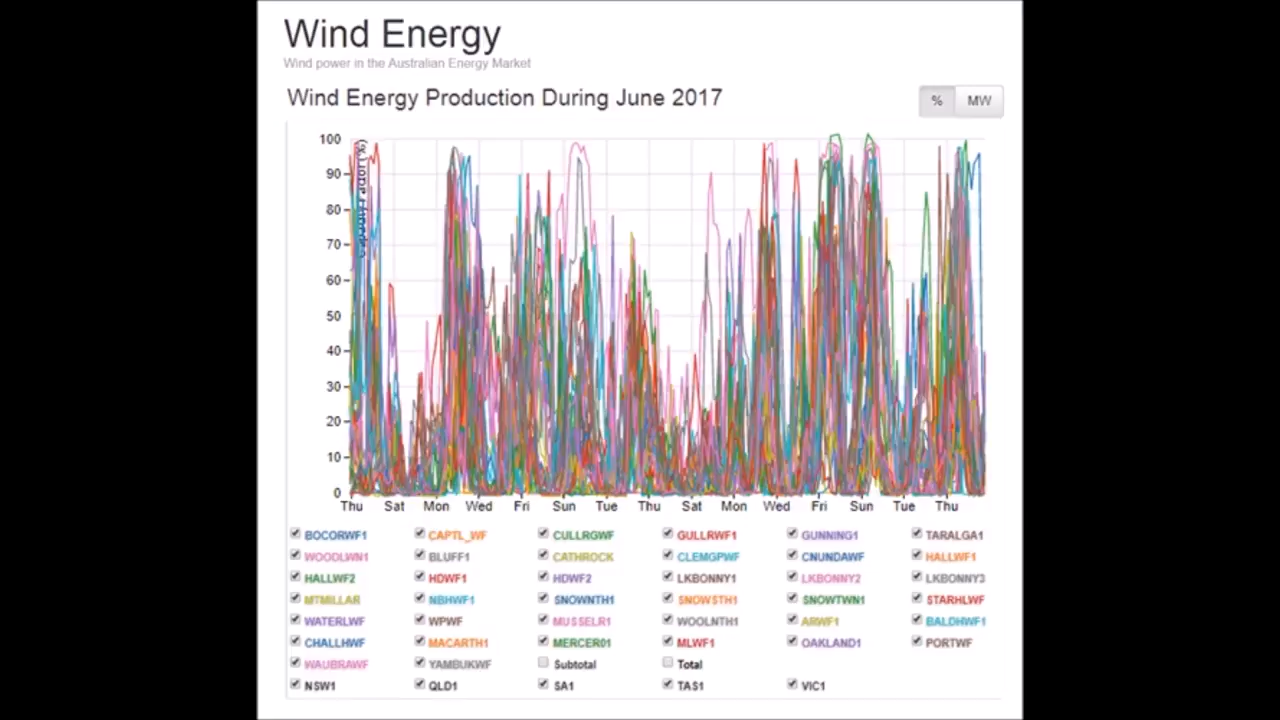 Wind Energy
Wind power in the Australian Energy Market
Wind Energy Production During June 2017
% MW
Capacity Factor (%)
100
90
80
70
60
50
40
30
20
10
0
Thu Sat Mon Wed Fri Sun Tue Thu Sat Mon Wed Fri Sun Tue Thu
BOCORWF1 CAPTL_WF CULLRGWF GULLRWF1 GUNNING1 TARALGA1
WOODLWN1 BLUFF1 CATHROCK CLEMGPWF CNUNDAWF HALLWF1
HALLWF2 HDWF1 HDWF2 LKBONNY1 LKBONNY2 LKBONNY3
MTMILLAR NBHWF1 SNOWNTH1 SNOWSTH1 SNOWTWN1 STARHLWF
WATERLWF WPWF MUSSELR1 WOOLNTH1 ARWF1 BALDHWF1
CHALLHWF MACARTH1 MERCER01 MLWF1 OAKLAND1 PORTWF
WAUBRAWF YAMBUKWF Subtotal Total
NSW1 QLD1 SA1 TAS1 VIC1